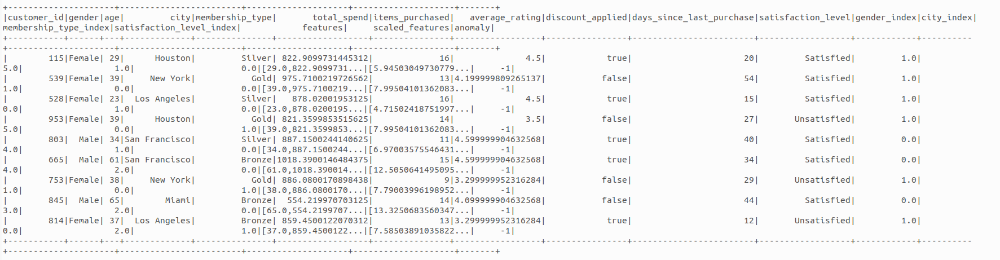 +---------------------+-----------------------+--------------------+--------------------+-------+
|customer_id|gender|age|         city|membership_type|       total_spend|items_purchased|   average_rating|discount_applied|days_since_last_purchase|satisfaction_level|gender_index|city_index|
membership_type_index|satisfaction_level_index|            features|     scaled_features|anomaly|
+-----------+------+---+-------------+---------------+------------------+---------------+-----------------+----------------+------------------------+------------------+------------+----------
+---------------------+-----------------------+--------------------+--------------------+-------+
|        115|Female| 29|      Houston|         Silver| 822.9099731445312|             16|              4.5|            true|                      20|         Satisfied|         1.0|
5.0|                  1.0|                     0.0|[29.0,822.9099731...|[5.94503049730779...|     -1|
|        539|Female| 39|     New York|           Gold| 975.7100219726562|             13|4.199999809265137|           false|                      54|         Satisfied|         1.0|
1.0|                  0.0|                     0.0|[39.0,975.7100219...|[7.99504101362083...|     -1|
|        528|Female| 23|  Los Angeles|         Silver|   878.02001953125|             16|              4.5|            true|                      15|         Satisfied|         1.0|
0.0|                  1.0|                     0.0|[23.0,878.0200195...|[4.71502418751997...|     -1|
|        953|Female| 39|      Houston|           Gold| 821.3599853515625|             14|              3.5|           false|                      27|       Unsatisfied|         1.0|
5.0|                  0.0|                     1.0|[39.0,821.3599853...|[7.99504101362083...|     -1|
|        803|  Male| 34|San Francisco|         Silver| 887.1500244140625|             11|4.599999904632568|            true|                      40|         Satisfied|         0.0|
4.0|                  1.0|                     0.0|[34.0,887.1500244...|[6.97003575546431...|     -1|
|        665|  Male| 61|San Francisco|         Bronze|1018.3900146484375|             15|4.599999904632568|            true|                      34|         Satisfied|         0.0|
4.0|                  2.0|                     0.0|[61.0,1018.390014...|[12.5050641495095...|     -1|
|        753|Female| 38|     New York|           Gold| 886.0800170898438|              9|3.299999952316284|           false|                      29|       Unsatisfied|         1.0|
1.0|                  0.0|                     1.0|[38.0,886.0800170...|[7.79003996198952...|     -1|
|        845|  Male| 65|        Miami|         Bronze|  554.219970703125|             14|4.099999904632568|           false|                      44|         Satisfied|         0.0|
3.0|                  2.0|                     0.0|[65.0,554.2199707...|[13.3250683560347...|     -1|
|        814|Female| 37|  Los Angeles|         Bronze| 859.4500122070312|             13|3.299999952316284|            true|                      12|       Unsatisfied|         1.0|
0.0|                  2.0|                     1.0|[37.0,859.4500122...|[7.58503891035822...|     -1|
+-----------+------+---+-------------+---------------+------------------+---------------+-----------------+----------------+------------------------+------------------+------------+----------
+---------------------+-----------------------+--------------------+--------------------+-------+